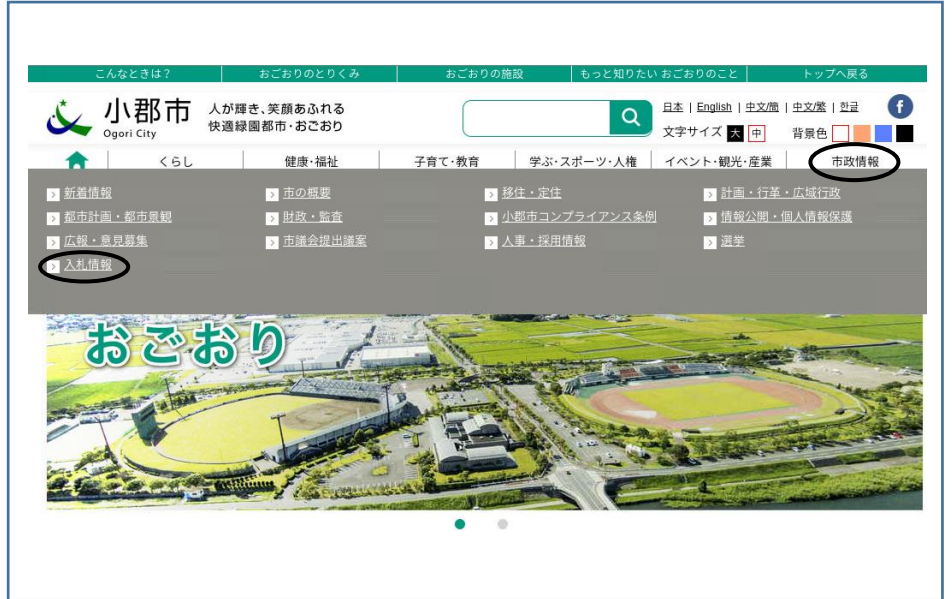 こんなときは？ おごおりのとりくみ おごおりの施設 もっと知りたい おごおりのこと トップへ戻る
小郡市
Ogori City
人が輝き、笑顔あふれる
快適緑園都市・おごおり
日本 | English | 中文/簡 | 中文/繁 | 한글
f
文字サイズ 大 中 背景色
くらし 健康・福祉 子育て・教育 学ぶ・スポーツ・人権 イベント・観光・産業 市政情報
新着情報 市の概要 移住・定住 計画・行革・広域行政
都市計画・都市景観 財政・監査 小郡市コンプライアンス条例 情報公開・個人情報保護
広報・意見募集 市議会提出議案 人事・採用情報 選挙
入札情報
おごおり